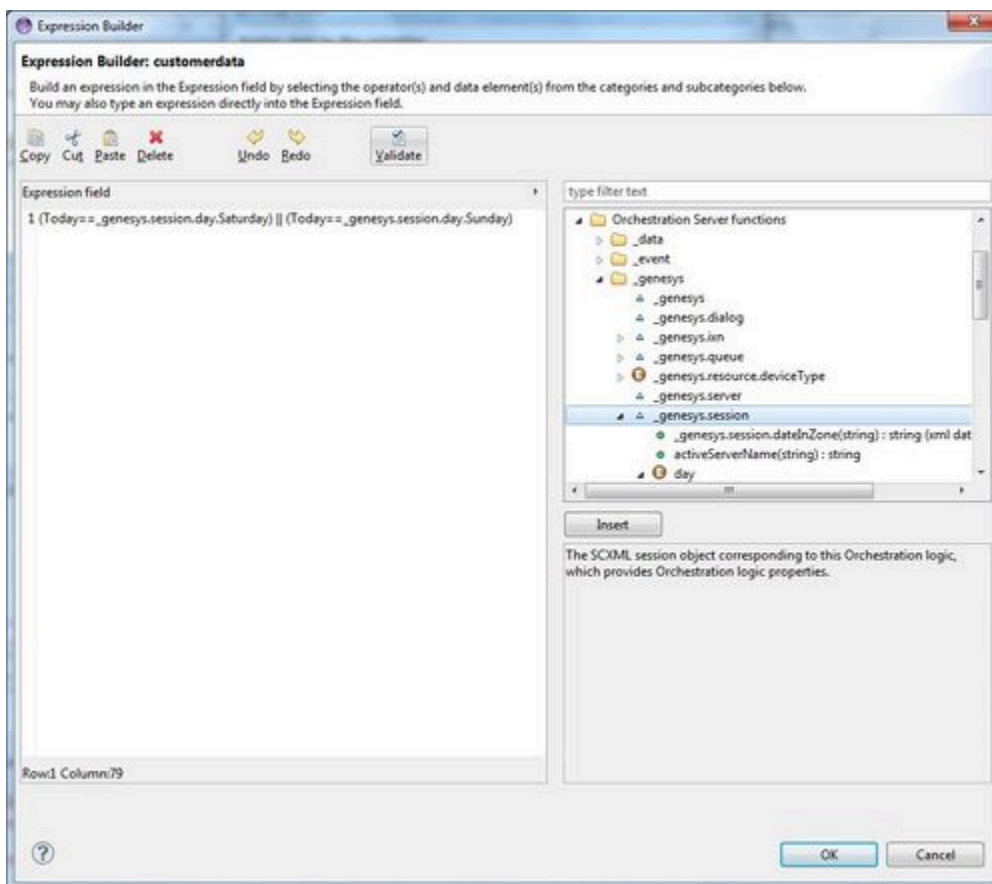 Expression Builder
Expression Builder: customerdata
Build an expression in the Expression field by selecting the operator(s) and data element(s) from the categories and subcategories below.
You may also type an expression directly into the Expression field.
Copy Cut Paste Delete Undo Redo Validate
Expression field
1 (Today==_genesys.session.day.Saturday) || (Today==_genesys.session.day.Sunday)
type filter text
Orchestration Server functions
_data
_event
_genesys
_genesys
_genesys.dialog
_genesys.ixn
_genesys.queue
_genesys.resource.deviceType
_genesys.server
_genesys.session
_genesys.session.dateInZone(string) : string (xml dat
activeServerName(string) : string
day
Insert
The SCXML session object corresponding to this Orchestration logic,
which provides Orchestration logic properties.
Row:1 Column:79
OK Cancel